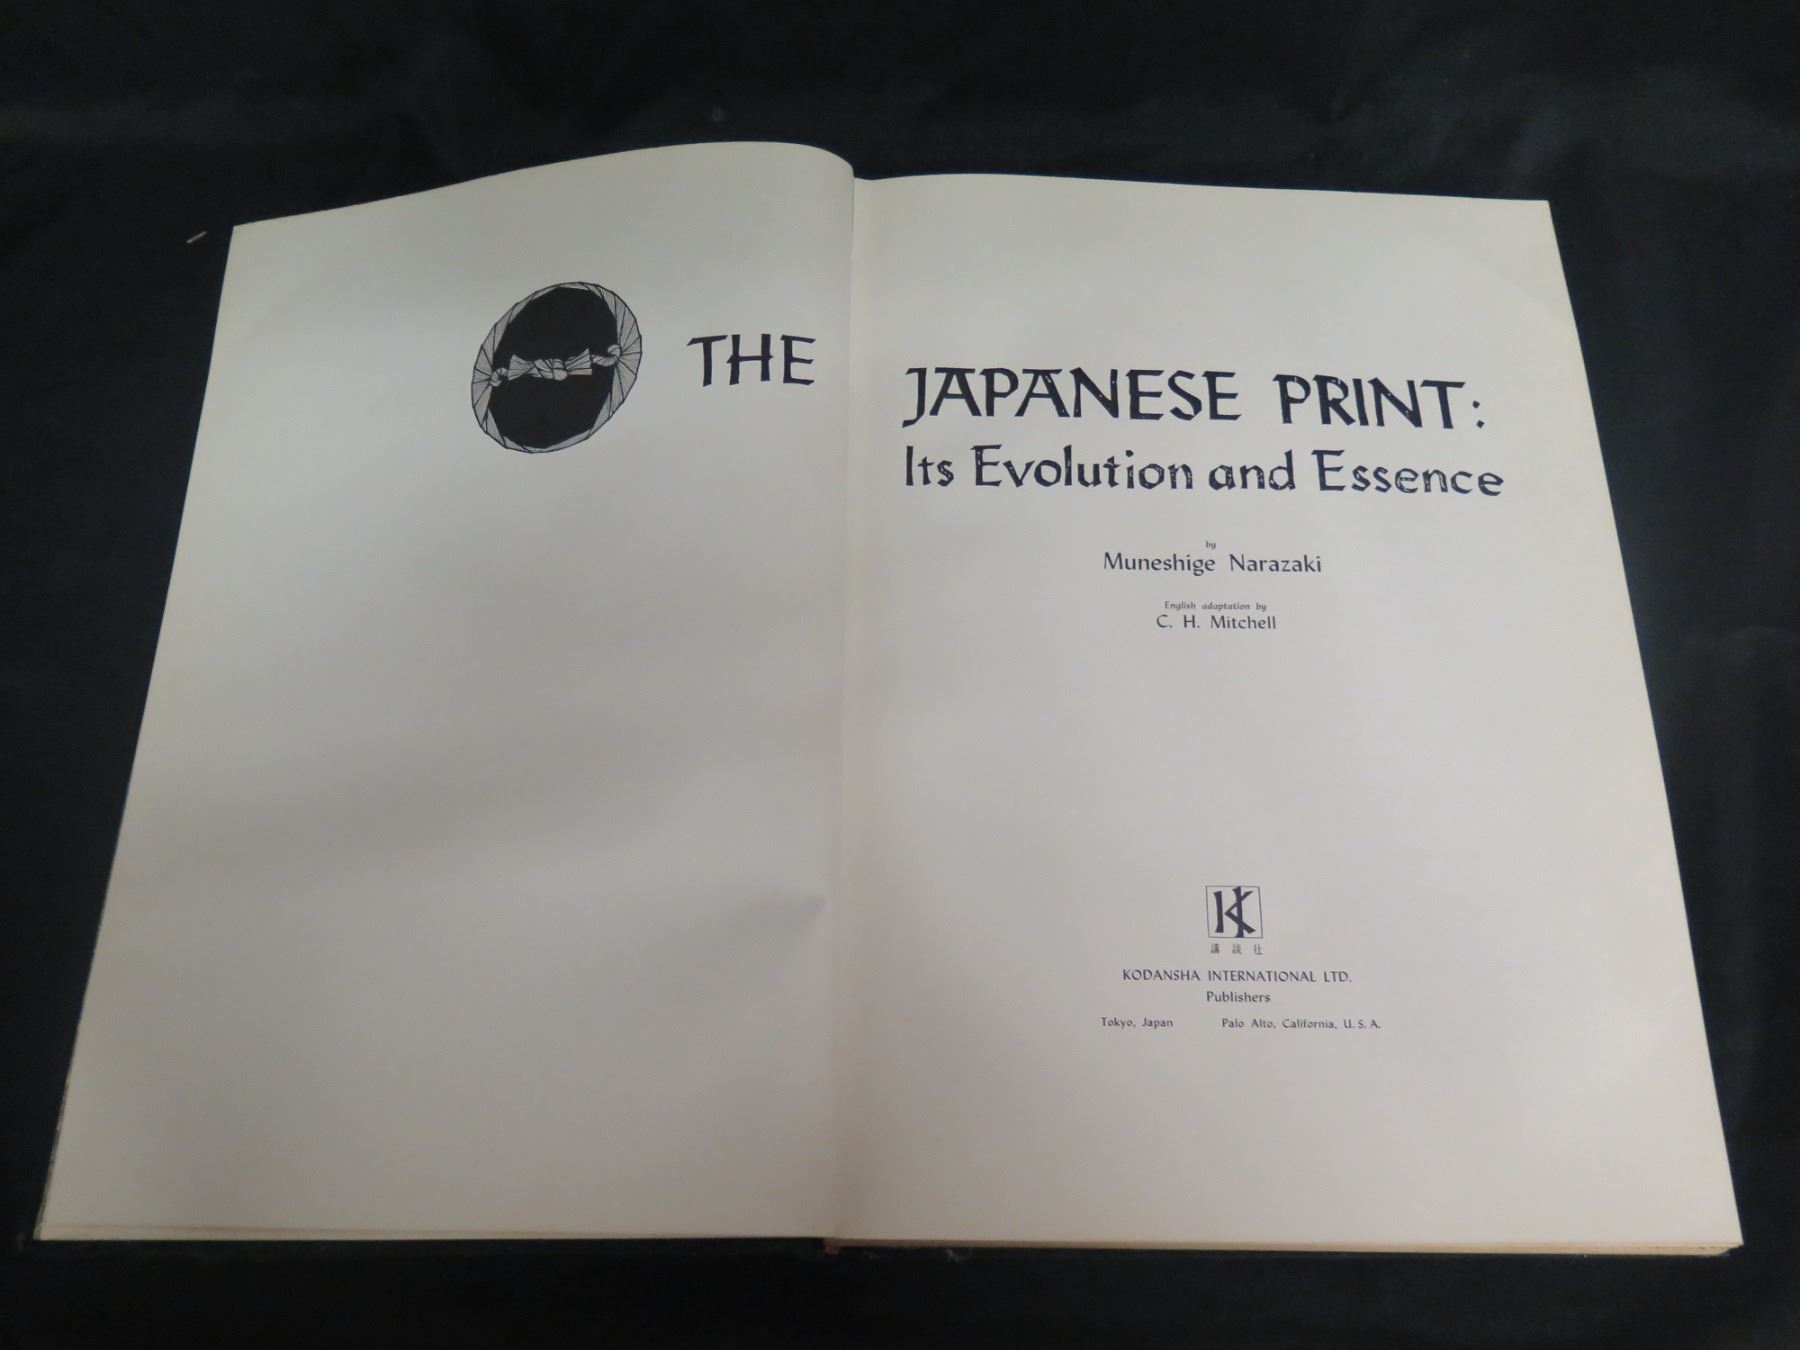 THE JAPANESE PRINT:
Its Evolution and Essence
by
Muneshige Narazaki
English adaptation by
C. H. Mitchell
K
講談社
KODANSHA INTERNATIONAL LTD.
Publishers
Tokyo, Japan Palo Alto, California, U. S. A.